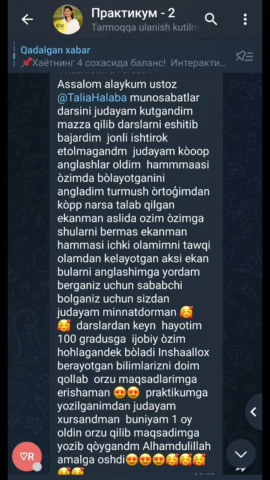 Практикум - 2
Tarmoqqa ulanish kutilm
Qadalgan xabar
📌Хаётнинг 4 сохасида баланс! Интеракти...
Assalom alaykum ustoz
@TaliaHalaba munosabatlar
darsini judayam kutgandim
mazza qilib darslarni eshitib
bajardim jonli ishtirok
etolmagandm judayam kòoop
anglashlar oldim hammmaasi
òzimda bòlayotganini
angladim turmush òrtoģimdan
kòpp narsa talab qilgan
ekanman aslida ozim òzimga
shularni bermas ekanman
hammasi ichki olamimni tawqi
olamdan kelayotgan aksi ekan
bularni anglashimga yordam
berganiz uchun sababchi
bolganiz uchun sizdan
judayam minnatdorman 🥰
🥰🥰 darslardan keyn hayotim
100 gradusga ijobiy òzim
hohlagandek bòladi Inshaallox
berayotgan bilimlarizni doim
qollab orzu maqsadlarimga
erishaman 😍😍 praktikumga
yozilganimdan judayam
xursandman buniyam 1 oy
oldin orzu qilib maqsadimga
yozib qòygandm Alhamdulillah
amalga oshdi😍😍😍🥰🥰🥰
🥰🥰
R